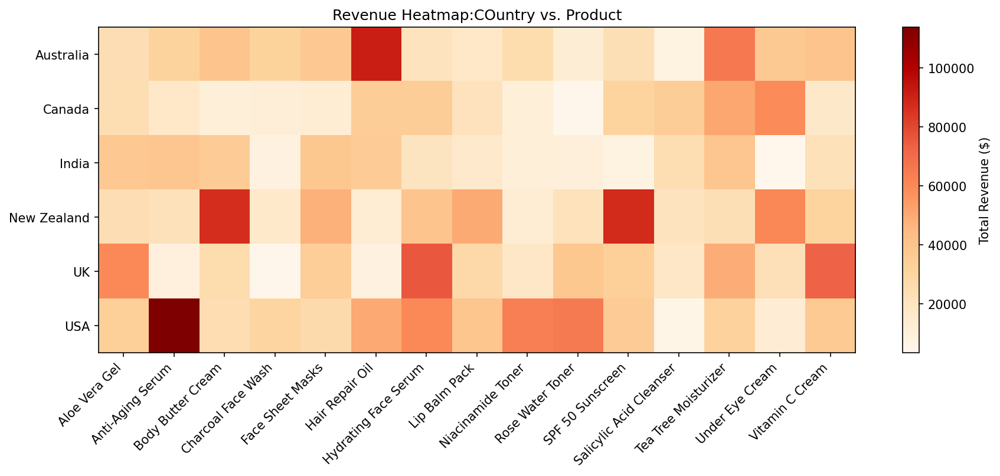 Revenue Heatmap:COuntry vs. Product
Australia
Canada
India
New Zealand
UK
USA
Aloe Vera Gel
Anti-Aging Serum
Body Butter Cream
Charcoal Face Wash
Face Sheet Masks
Hair Repair Oil
Hydrating Face Serum
Lip Balm Pack
Niacinamide Toner
Rose Water Toner
SPF 50 Sunscreen
Salicylic Acid Cleanser
Tea Tree Moisturizer
Under Eye Cream
Vitamin C Cream
100000
80000
60000
40000
20000
Total Revenue ($)